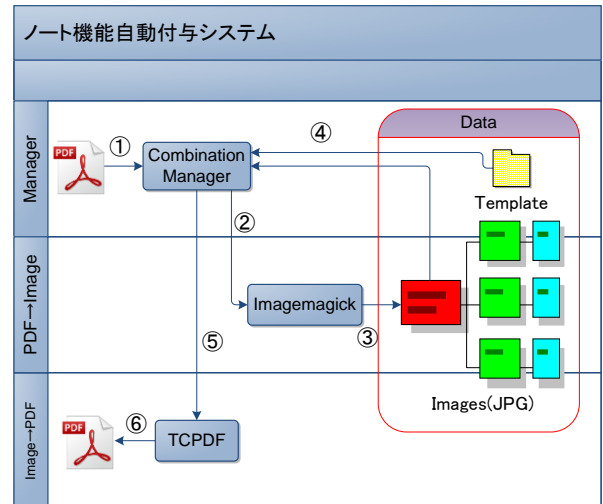 ノート機能自動付与システム
Manager
PDF
①
Combination
Manager
②
④
Data
Template
PDF→Image
Imagemagick
③
⑤
Images(JPG)
Image→PDF
PDF
⑥
TCPDF